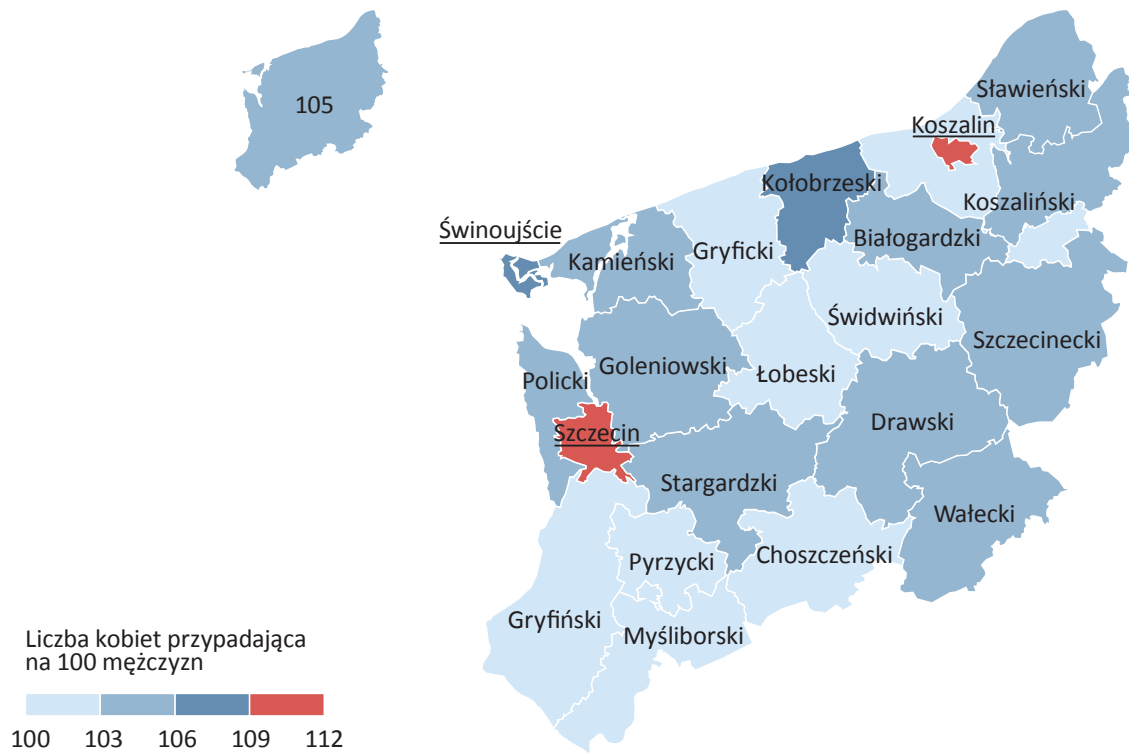 105
Sławieński
Koszalin
Kołobrzeski
Koszaliński
Świnoujście
Białogardzki
Kamieński
Gryficki
Świdwiński
Szczecinecki
Goleniowski
Policki
Łobeski
Drawski
Szczecin
Stargardzki
Wałecki
Choszczeński
Pyrzycki
Gryfiński
Myśliborski
Liczba kobiet przypadająca
na 100 mężczyzn
100 103 106 109 112